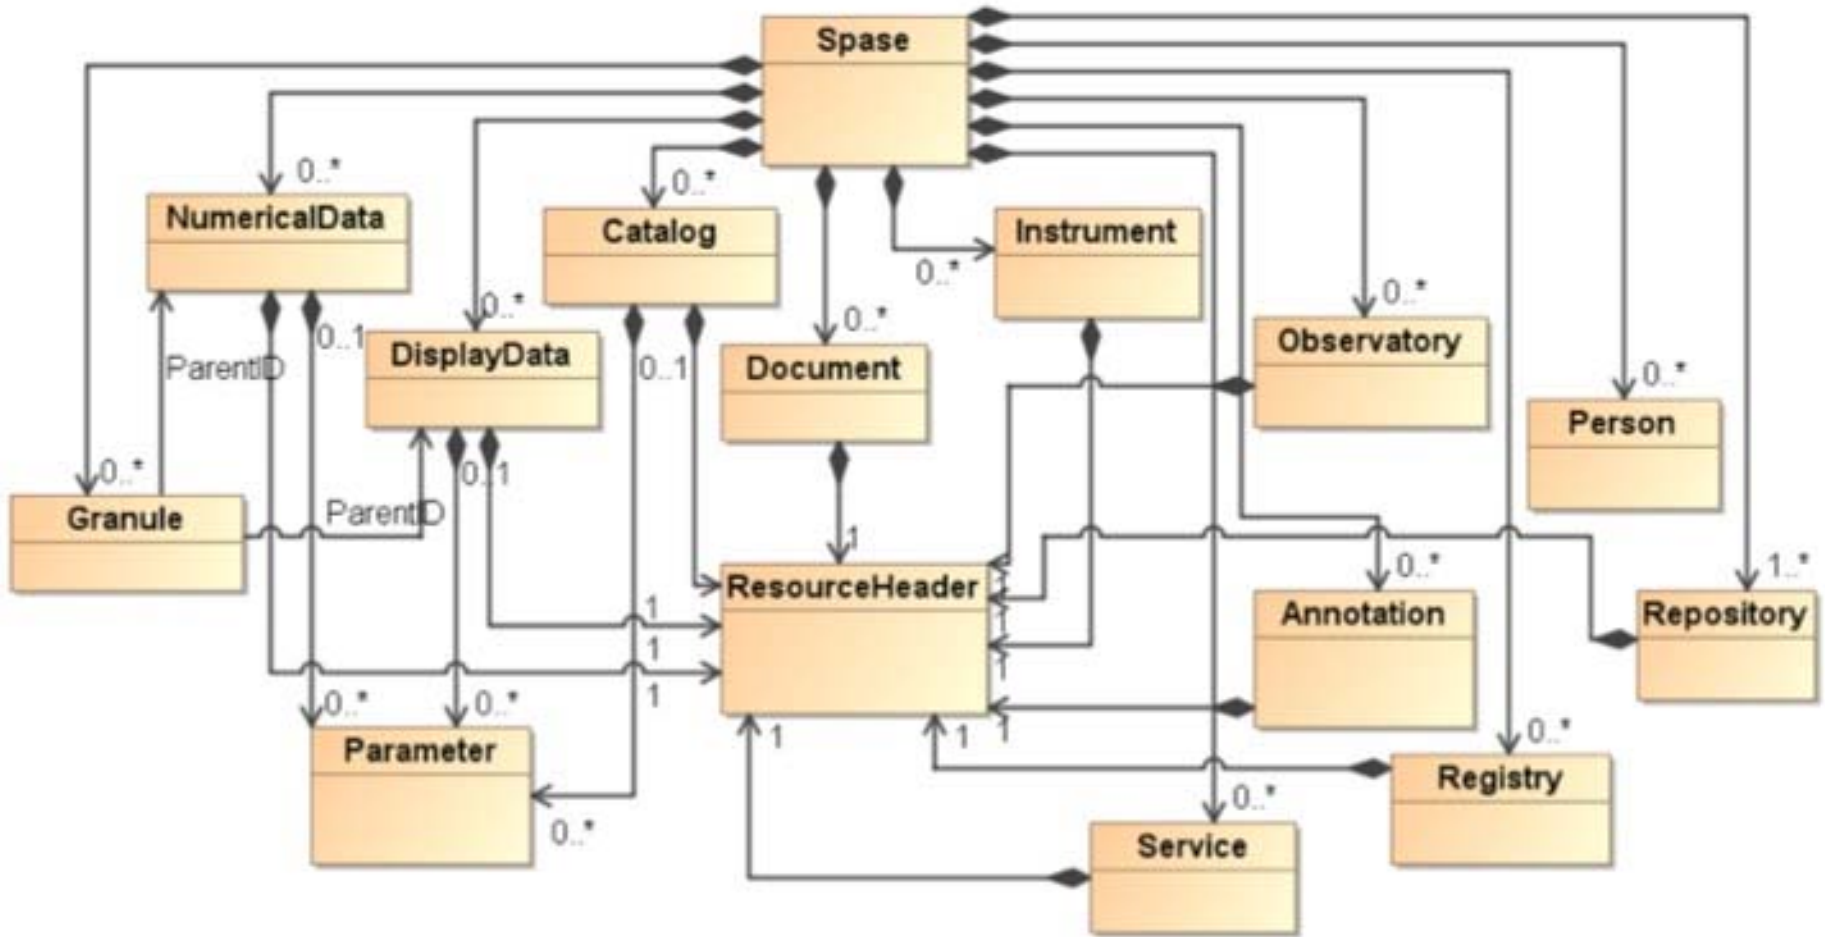 Spase
0..*
NumericalData
0..*
Catalog
Instrument
0..*
0..*
0..*
0..*
Observatory
0..1
DisplayData
ParentID
0..1
Document
0..*
Person
0..*
0..1
Granule
ParentID
1
0..*
1..*
ResourceHeader
Annotation
Repository
1
1
1
0..*
0..*
1
1
1
0..*
Parameter
Registry
0..*
0..*
Service